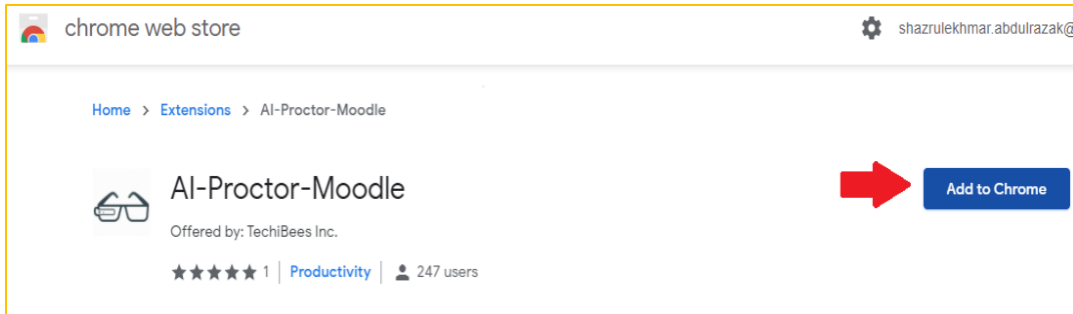 chrome web store
shazrulekhmar.abdulrazak@
Home > Extensions > AI-Proctor-Moodle
AI-Proctor-Moodle
Add to Chrome
Offered by: TechiBees Inc.
★★★★★ 1 | Productivity | 247 users